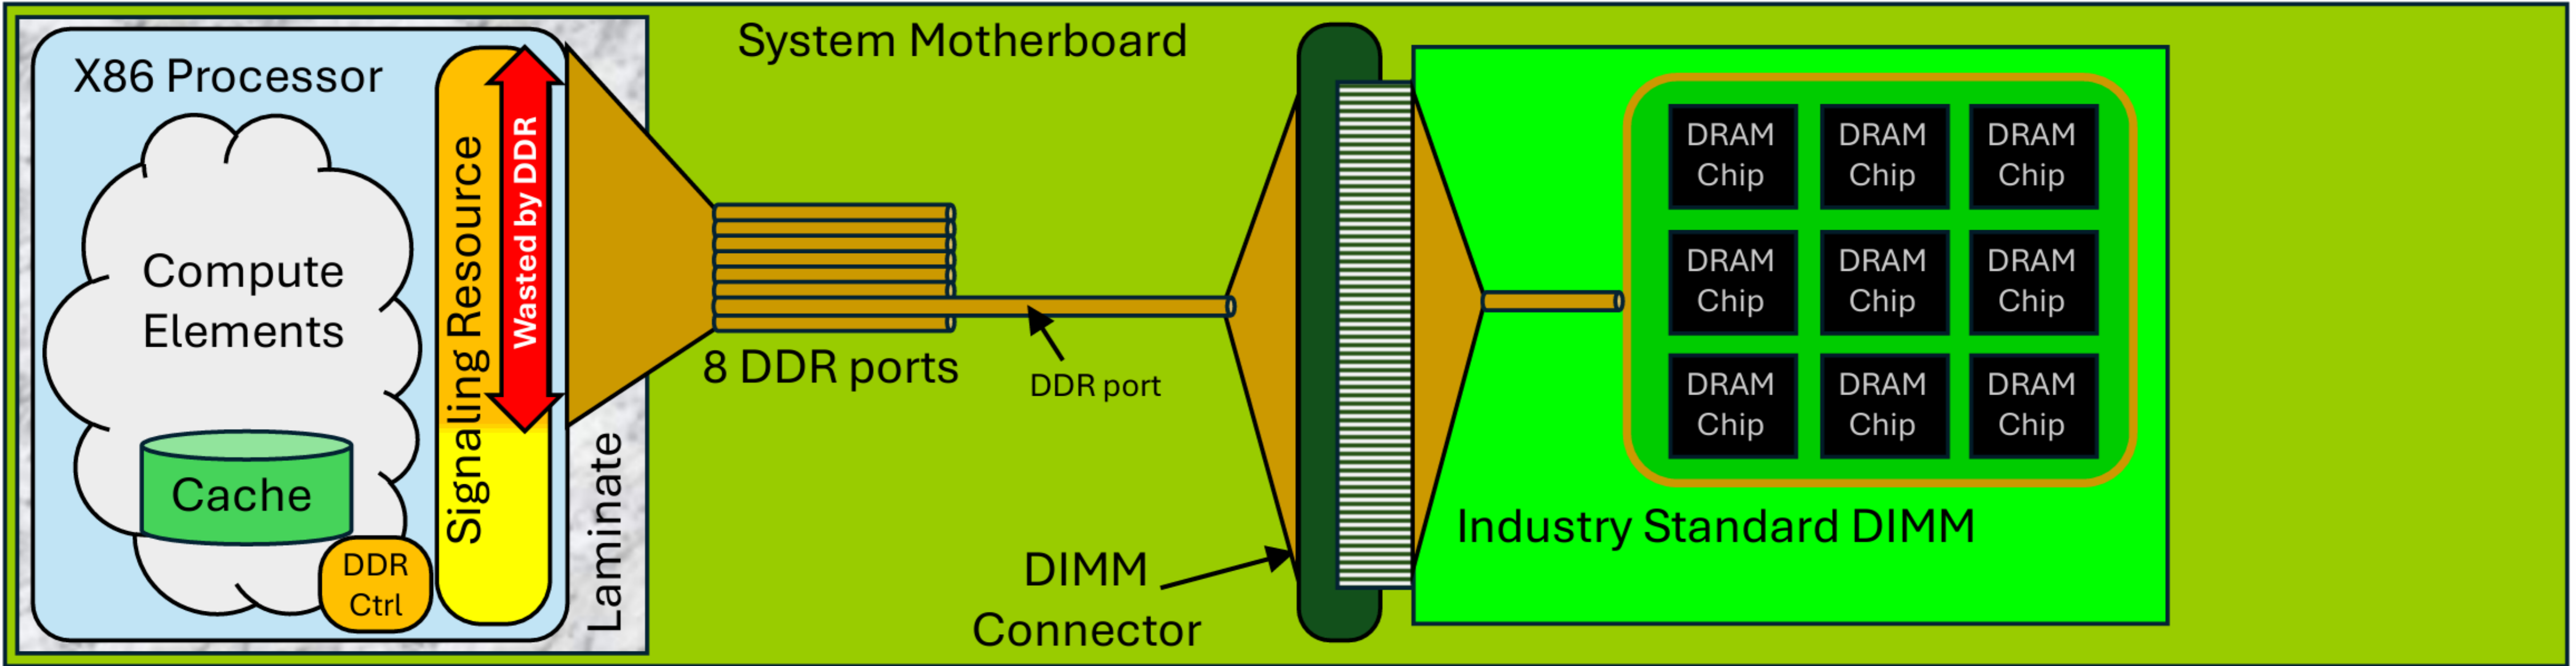 System Motherboard
X86 Processor
Compute
Elements
Cache
DDR
Ctrl
Signaling Resource
Wasted by DDR
Laminate
8 DDR ports
DDR port
DIMM
Connector
DRAM
Chip
DRAM
Chip
DRAM
Chip
DRAM
Chip
DRAM
Chip
DRAM
Chip
DRAM
Chip
DRAM
Chip
DRAM
Chip
Industry Standard DIMM